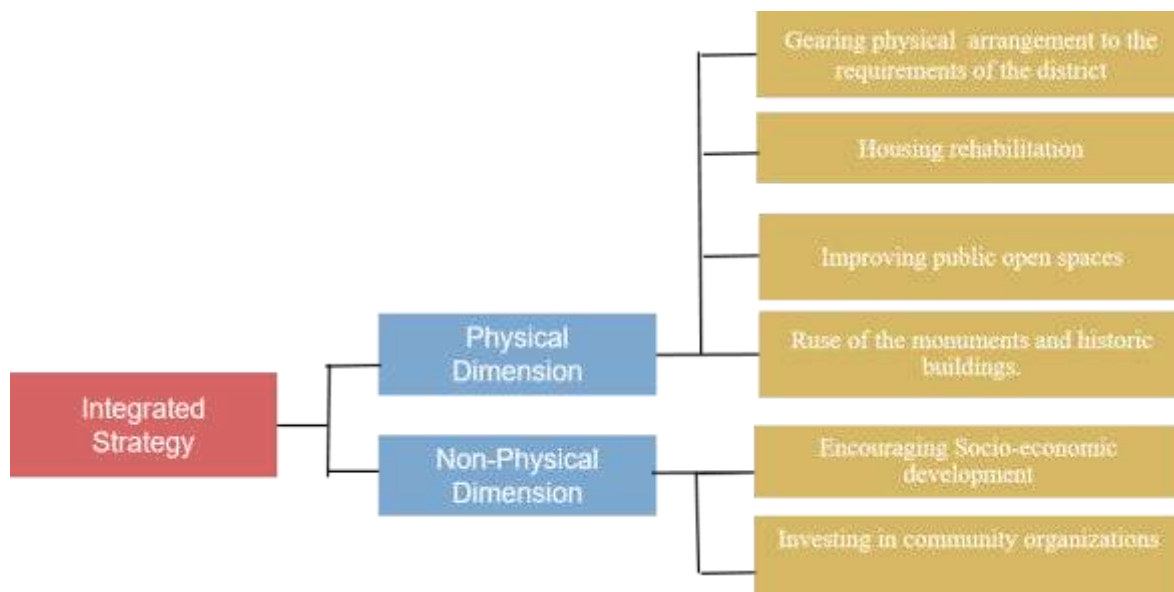 Integrated
Strategy
Physical
Dimension
Non-Physical
Dimension
Gearing physical arrangement to the
requirements of the district
Housing rehabilitation
Improving public open spaces
Ruse of the monuments and historic
buildings.
Encouraging Socio-economic
development
Investing in community organizations